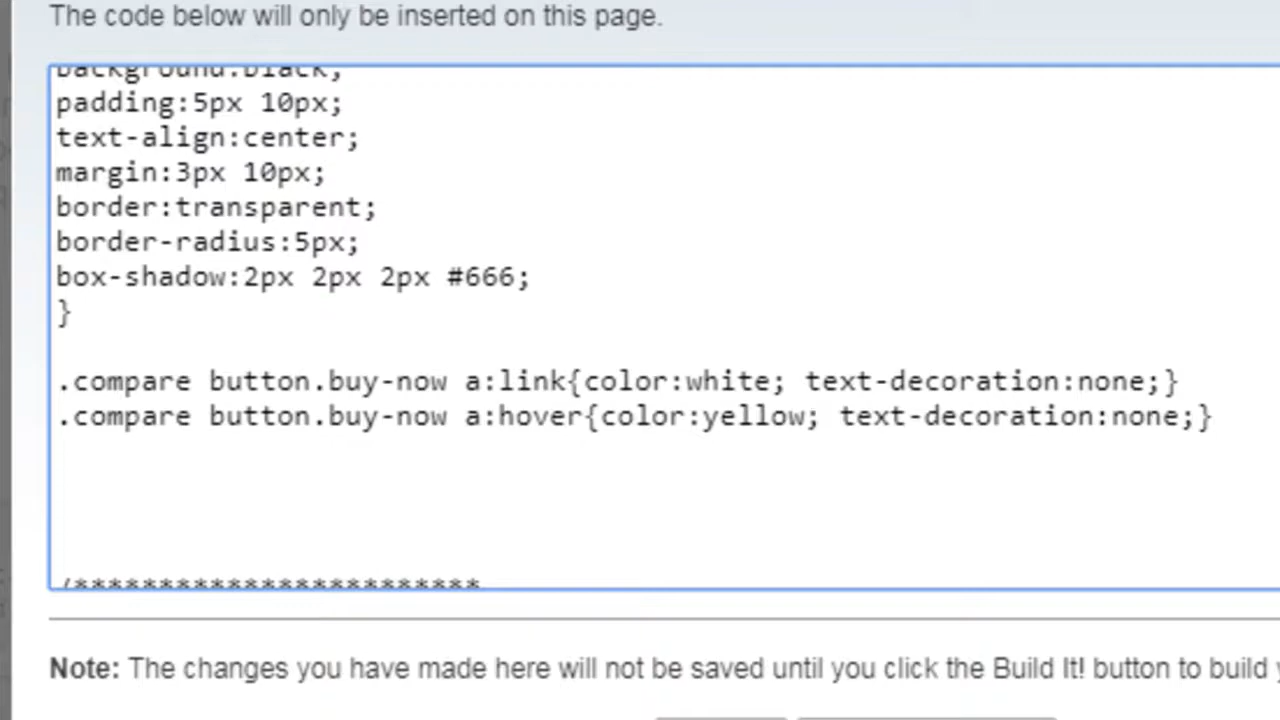 The code below will only be inserted on this page.
background:black;
padding:5px 10px;
text-align:center;
margin:3px 10px;
border:transparent;
border-radius:5px;
box-shadow:2px 2px 2px #666;
}
.compare button.buy-now a:link{color:white; text-decoration:none;}
.compare button.buy-now a:hover{color:yellow; text-decoration:none;}
/************************
Note: The changes you have made here will not be saved until you click the Build It! button to build